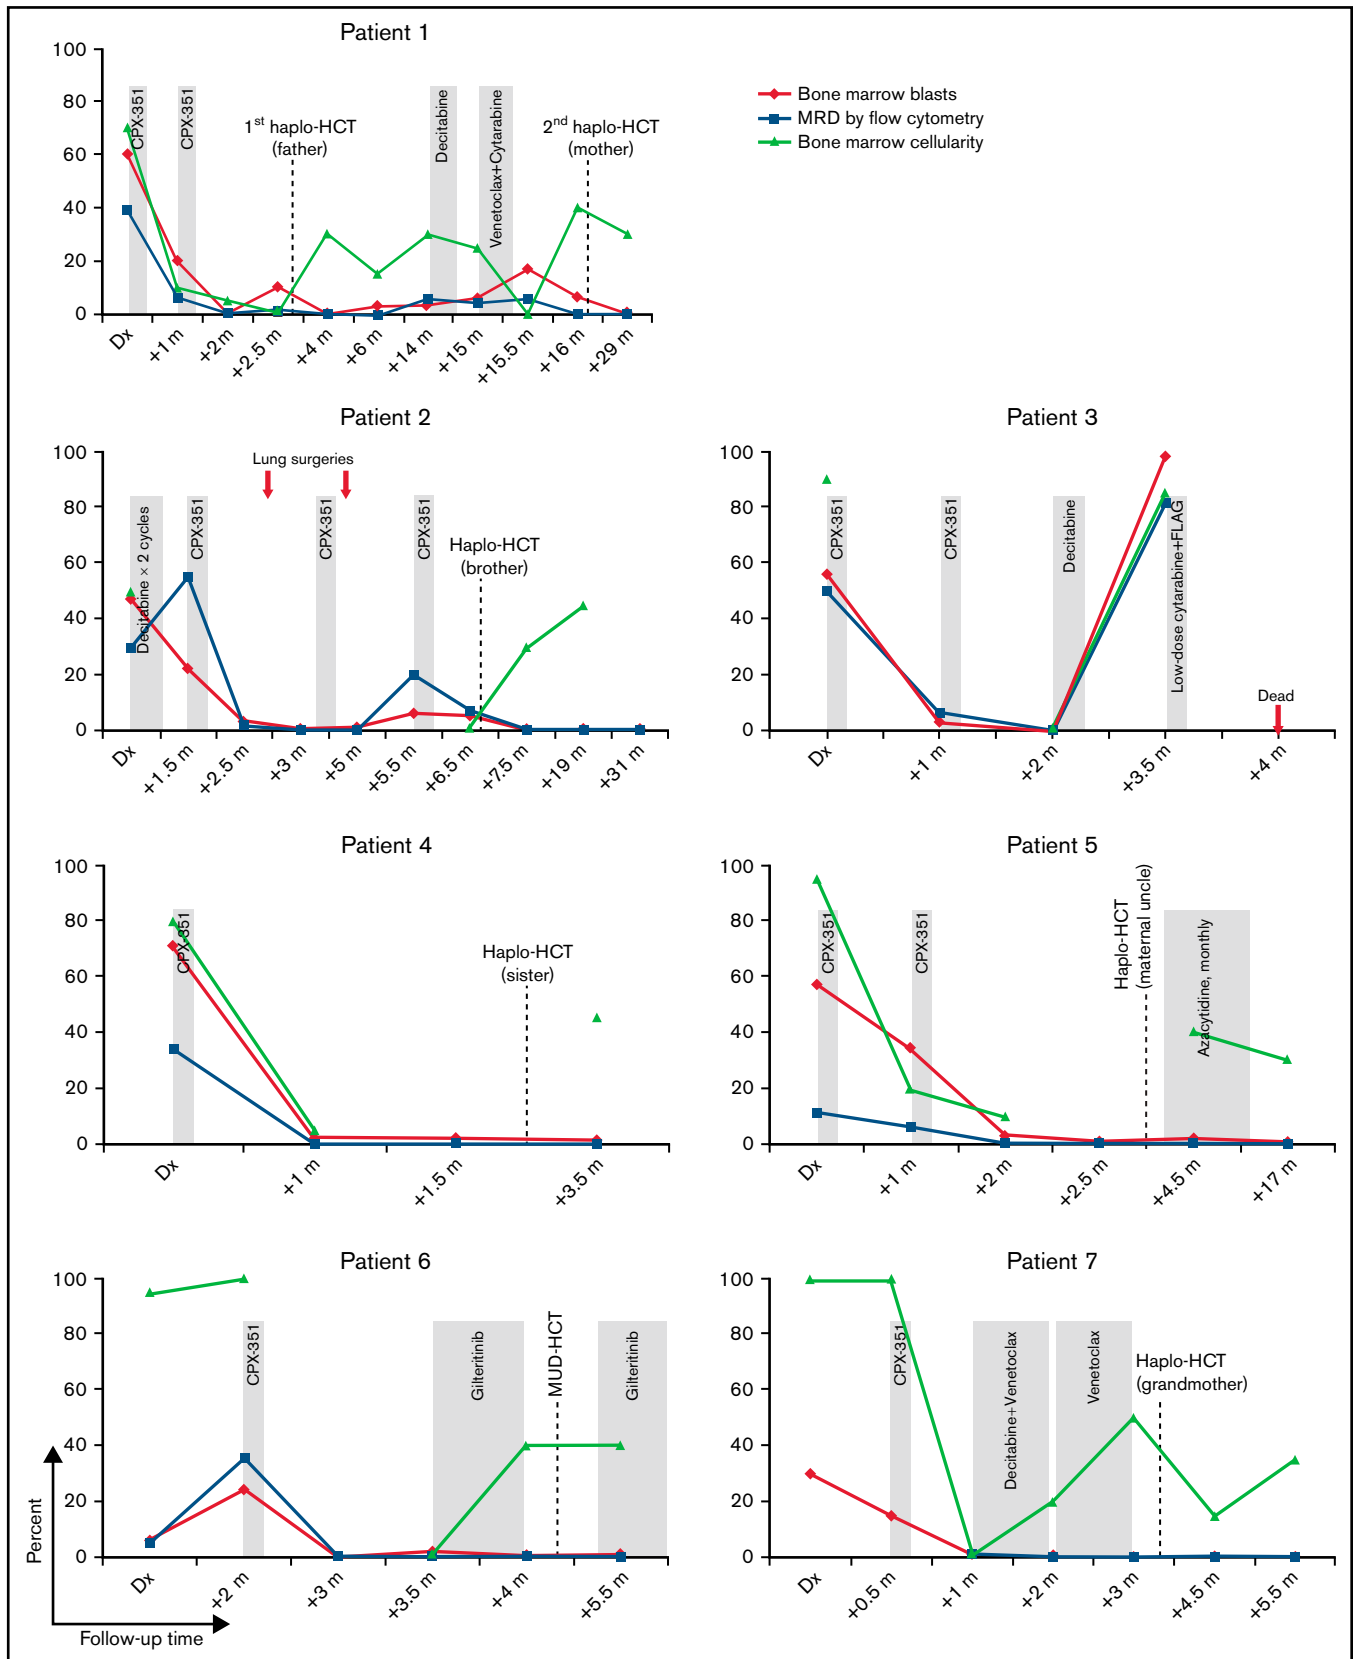 Patient 1
100
80
60
40
20
0
CPX-351
CPX-351
1st haplo-HCT
(father)
Decitabine
Venetoclax+Cytarabine
2nd haplo-HCT
(mother)
Dx
+1 m
+2m
+2.5 m
+4 m
+6 m
+14 m
+15 m
+15.5 m
+16 m
+29 m
Bone marrow blasts
MRD by flow cytometry
Bone marrow cellularity
Patient 2
100
80
60
40
20
0
Decitabine × 2 cycles
CPX-351
Lung surgeries
CPX-351
CPX-351
Haplo-HCT
(brother)
Dx
+1.5 m
+2.5 m
+3 m
+5 m
+5.5 m
+6.5 m
+7.5 m
+19 m
+31 m
Patient 3
100
80
60
40
20
0
CPX-351
CPX-351
Decitabine
Low-dose cytarabine+FLAG
Dead
Dx
+1 m
+2 m
+3.5 m
+4 m
Patient 4
100
80
60
40
20
0
CPX-351
Haplo-HCT
(sister)
Dx
+1 m
+1.5 m
+3.5 m
Patient 5
100
80
60
40
20
0
CPX-351
CPX-351
Haplo-HCT
(maternal uncle)
Azacytidine, monthly
Dx
+1 m
+2 m
+2.5 m
+4.5 m
+17 m
Patient 6
100
80
60
40
20
0
CPX-351
Gilteritinib
MUD-HCT
Gilteritinib
Dx
+2 m
+3 m
+3.5 m
+4 m
+5.5 m
Percent
Follow-up time
Patient 7
100
80
60
40
20
0
CPX-351
Decitabine+Venetoclax
Venetoclax
Haplo-HCT
(grandmother)
Dx
+0.5 m
+1 m
+2 m
+3 m
+4.5 m
+5.5 m